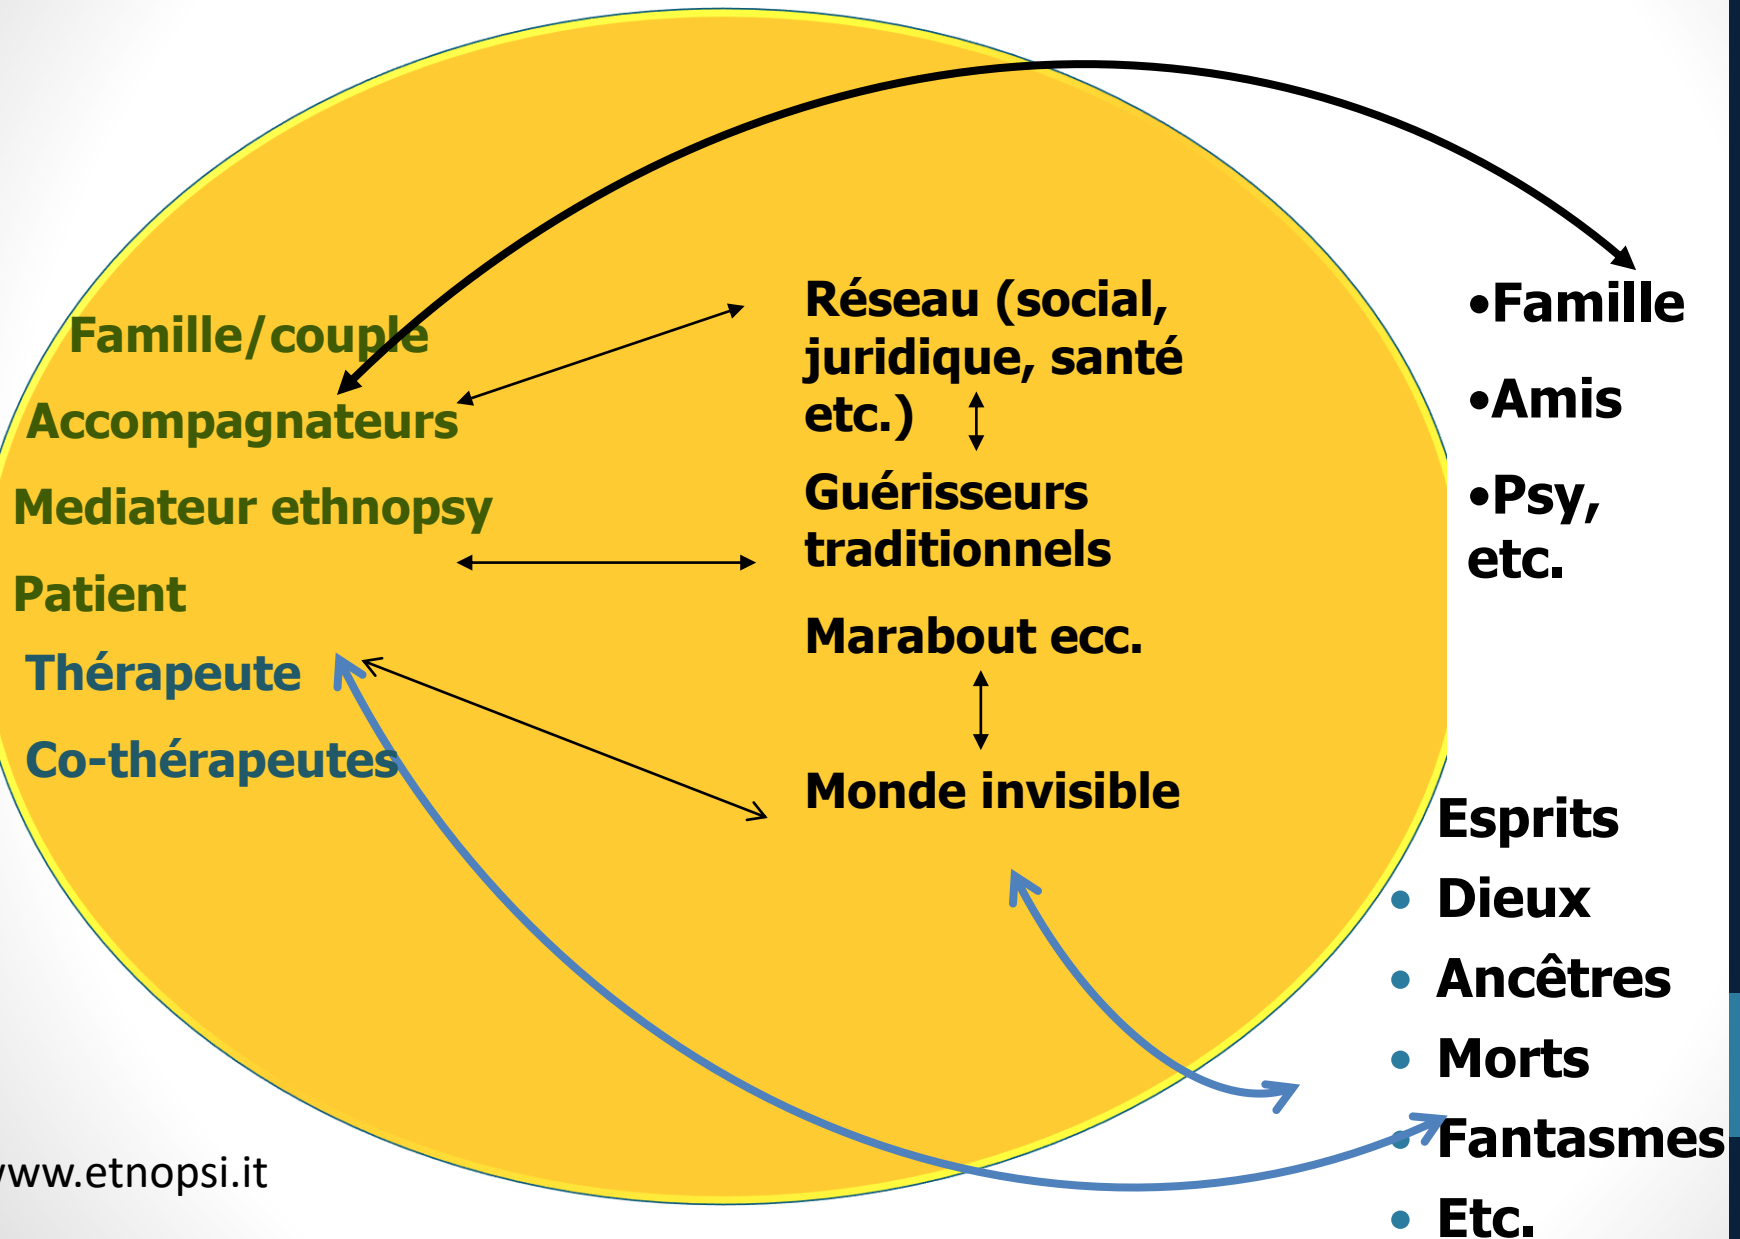 Famille/couple
Accompagnateurs
Mediateur ethnopsy
Patient
Thérapeute
Co-thérapeutes
Réseau (social,
juridique, santé
etc.)
Guérisseurs
traditionnels
Marabout ecc.
Monde invisible
•Famille
•Amis
•Psy,
etc.
Esprits
• Dieux
• Ancêtres
• Morts
• Fantasmes
• Etc.
www.etnopsi.it